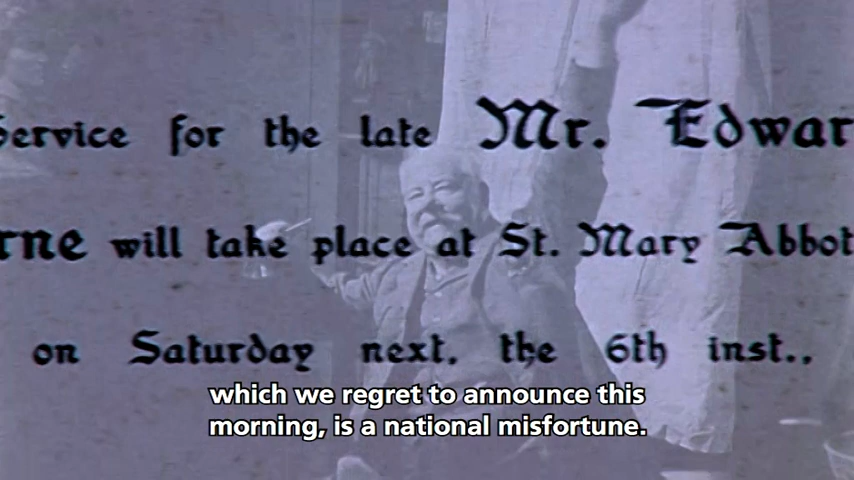 Service for the late Mr. Edwar
rne will take place at St. Mary Abbot
on Saturday next, the 6th inst.,
which we regret to announce this
morning, is a national misfortune.